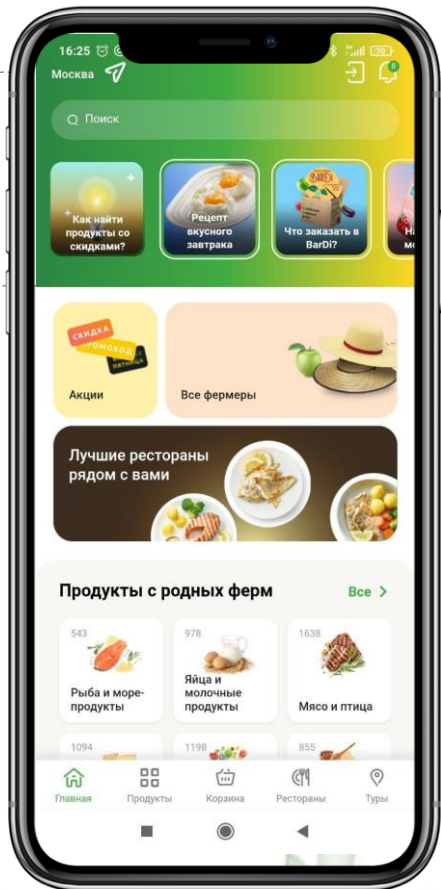 16:25
Москва
8
Поиск
Как найти
продукты со
скидками?
Рецепт
вкусного
завтрака
BARDI
Что заказать в
BarDi?
СКИДКА
ПРОМОКОД
ПЯТНИЦА
Акции
Все фермеры
Лучшие рестораны
рядом с вами
Продукты с родных ферм
Все >
543
Рыба и море-
продукты
978
Яйца и
молочные
продукты
1638
Мясо и птица
1094
1198
855
Главная
Продукты
Корзина
Рестораны
Туры